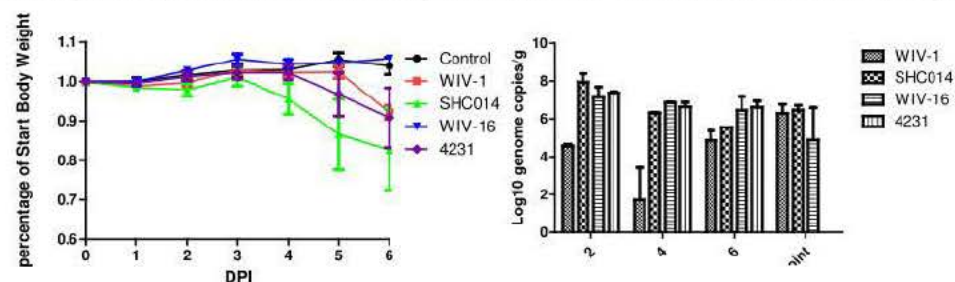 percentage of Start Body Weight
1.1
1.0
0.9
0.8
0.7
0.6
0
1
2
3
4
5
6
DPI
Control
WIV-1
SHC014
WIV-16
4231
Log10 genome copies/g
10
8
6
4
2
0
2
4
6
oint
WIV-1
SHC014
WIV-16
4231